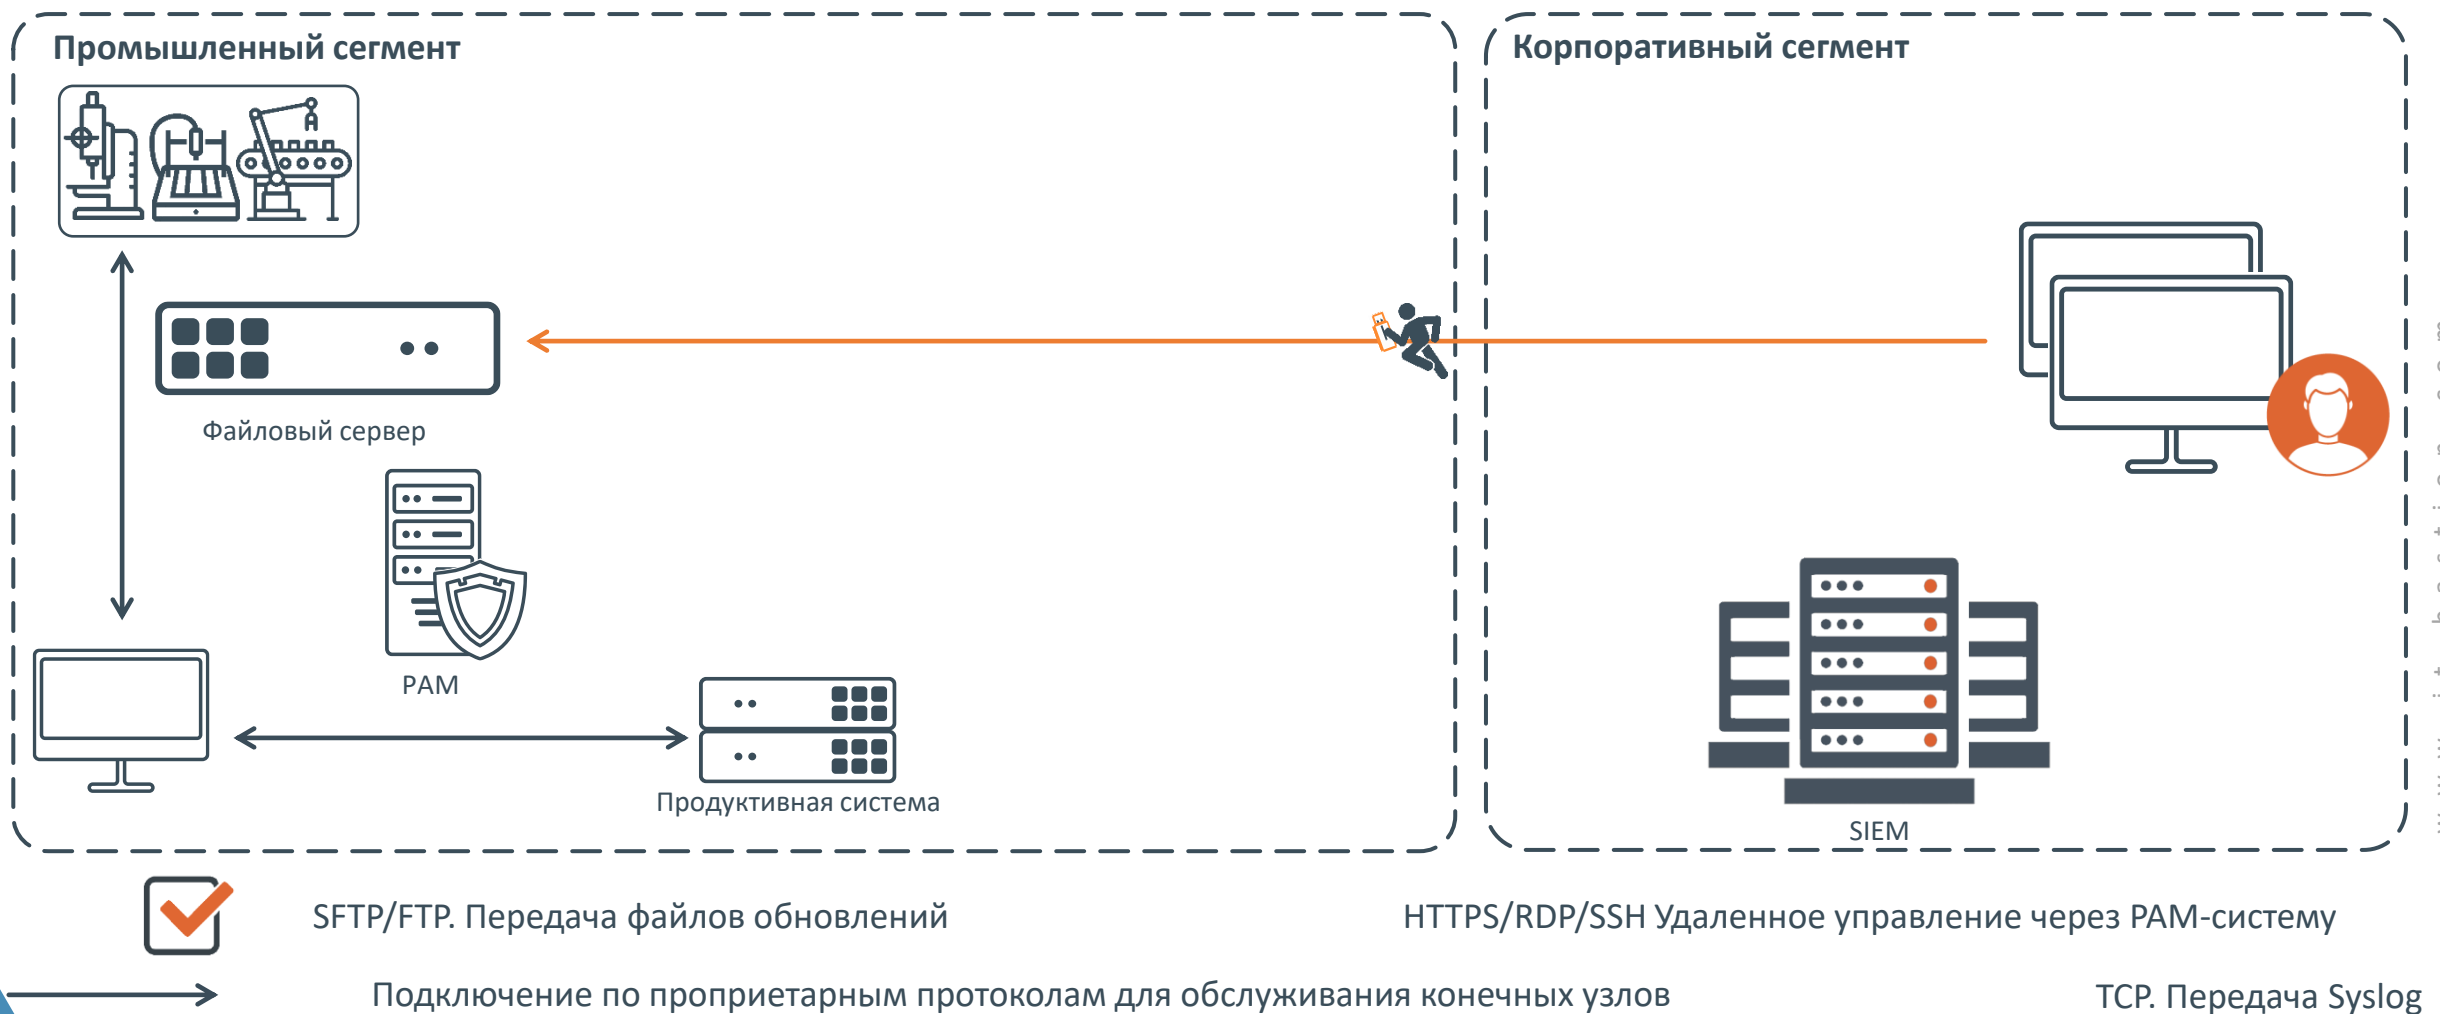 Промышленный сегмент
Корпоративный сегмент
Файловый сервер
PAM
Продуктивная система
SIEM
SFTP/FTP. Передача файлов обновлений
HTTPS/RDP/SSH Удаленное управление через PAM-систему
Подключение по проприетарным протоколам для обслуживания конечных узлов
TCP. Передача Syslog